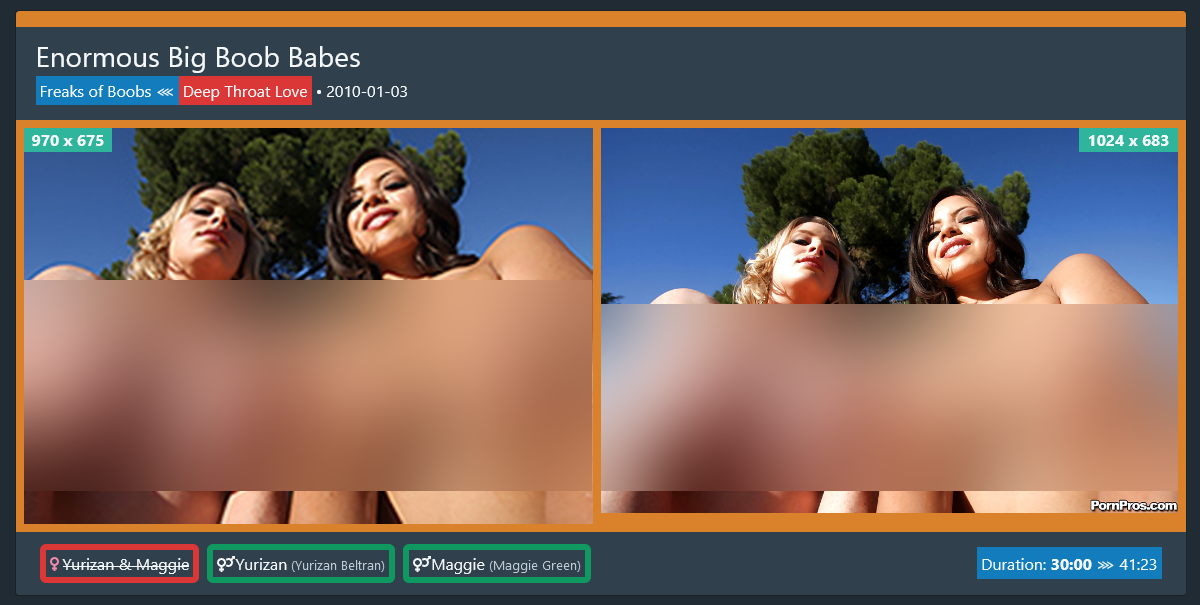 Enormous Big Boob Babes
Freaks of Boobs ⋘ Deep Throat Love • 2010-01-03
970 x 675
1024 x 683
PornPros.com
♀Yurizan & Maggie ⚤Yurizan (Yurizan Beltran) ⚤Maggie (Maggie Green) Duration: 30:00 ⋙ 41:23